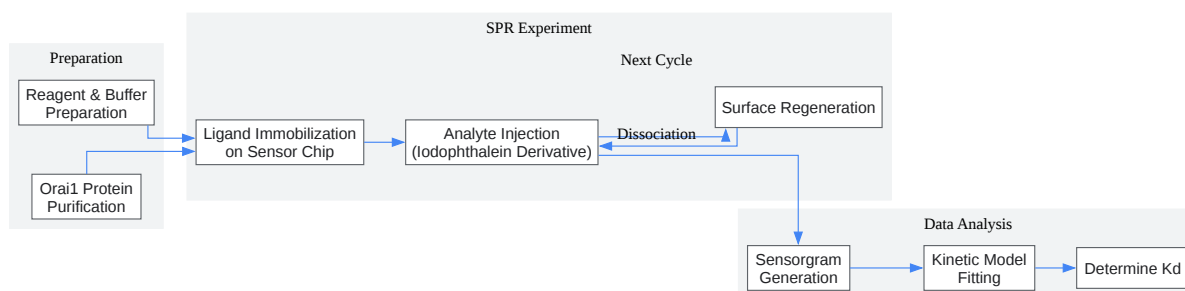 SPR Experiment
Preparation
Next Cycle
Reagent & Buffer
Preparation
Surface Regeneration
Ligand Immobilization
on Sensor Chip
Analyte Injection
(Iodophthalein Derivative)
Dissociation
Orai1 Protein
Purification
Data Analysis
Sensorgram
Generation
Kinetic Model
Fitting
Determine Kd